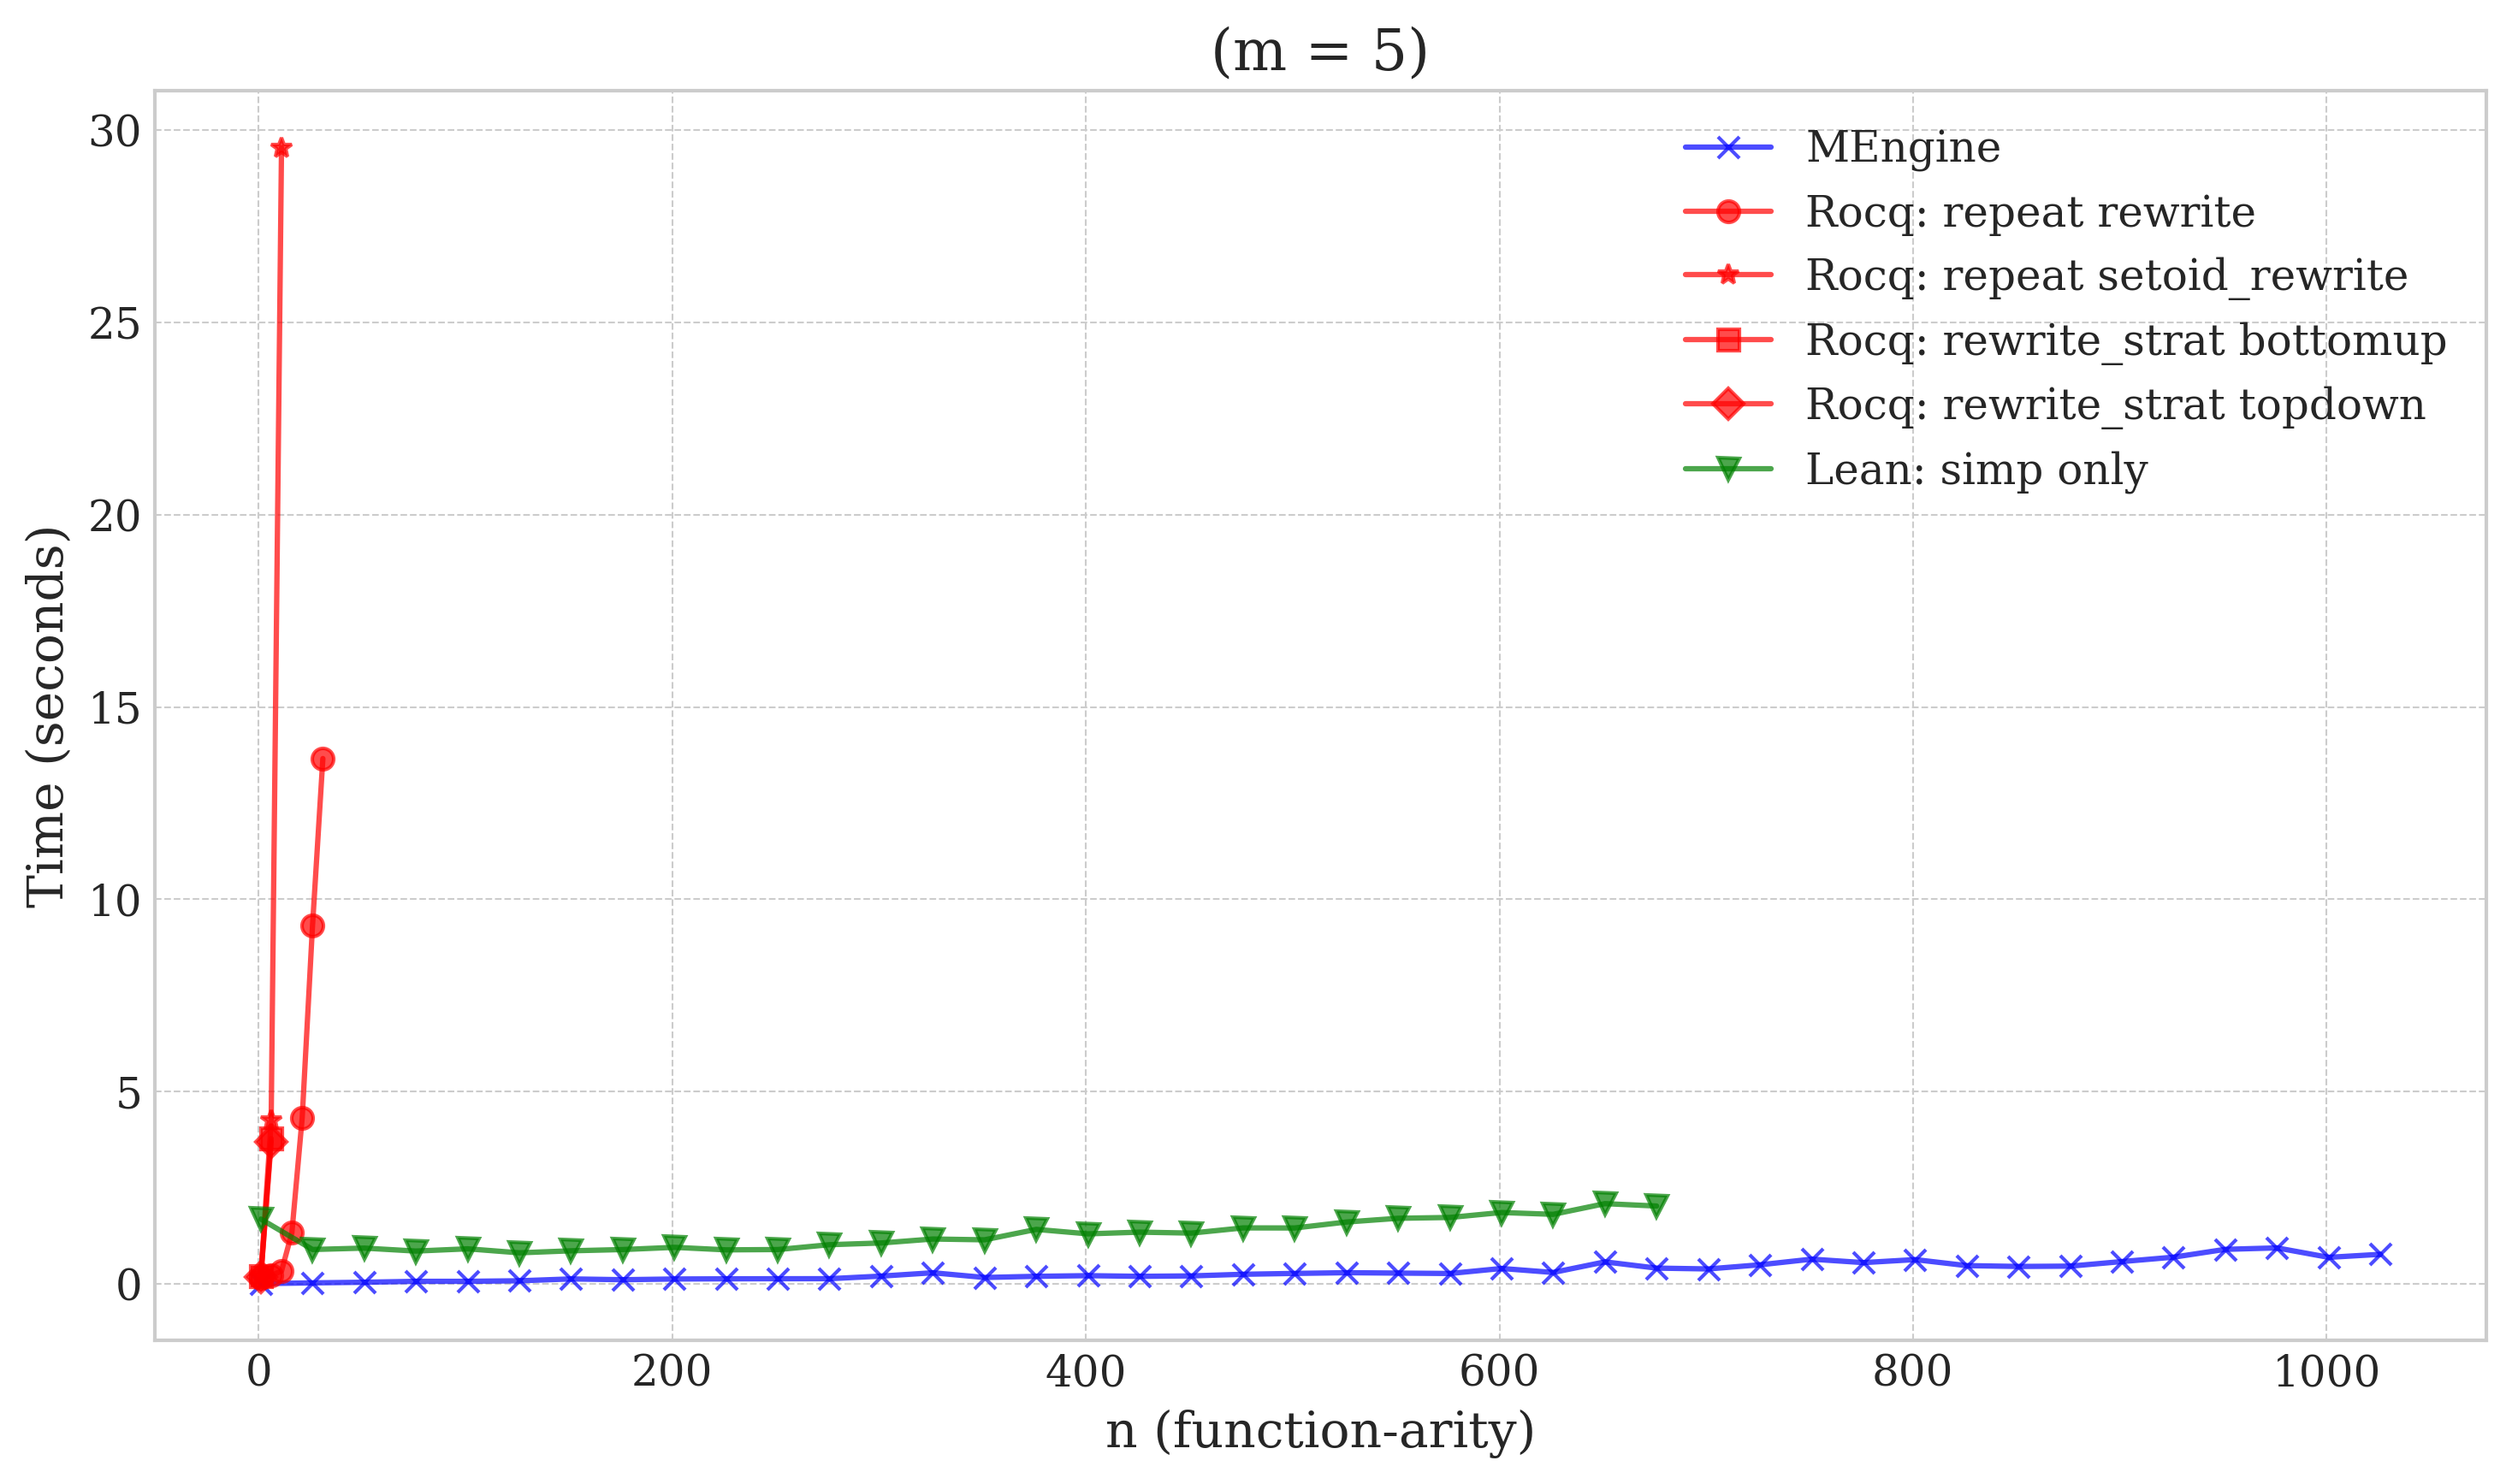 (m = 5)
30
25
20
15
10
5
0
Time (seconds)
MEngine
Rocq: repeat rewrite
Rocq: repeat setoid_rewrite
Rocq: rewrite_strat bottomup
Rocq: rewrite_strat topdown
Lean: simp only
0 200 400 600 800 1000
n (function-arity)